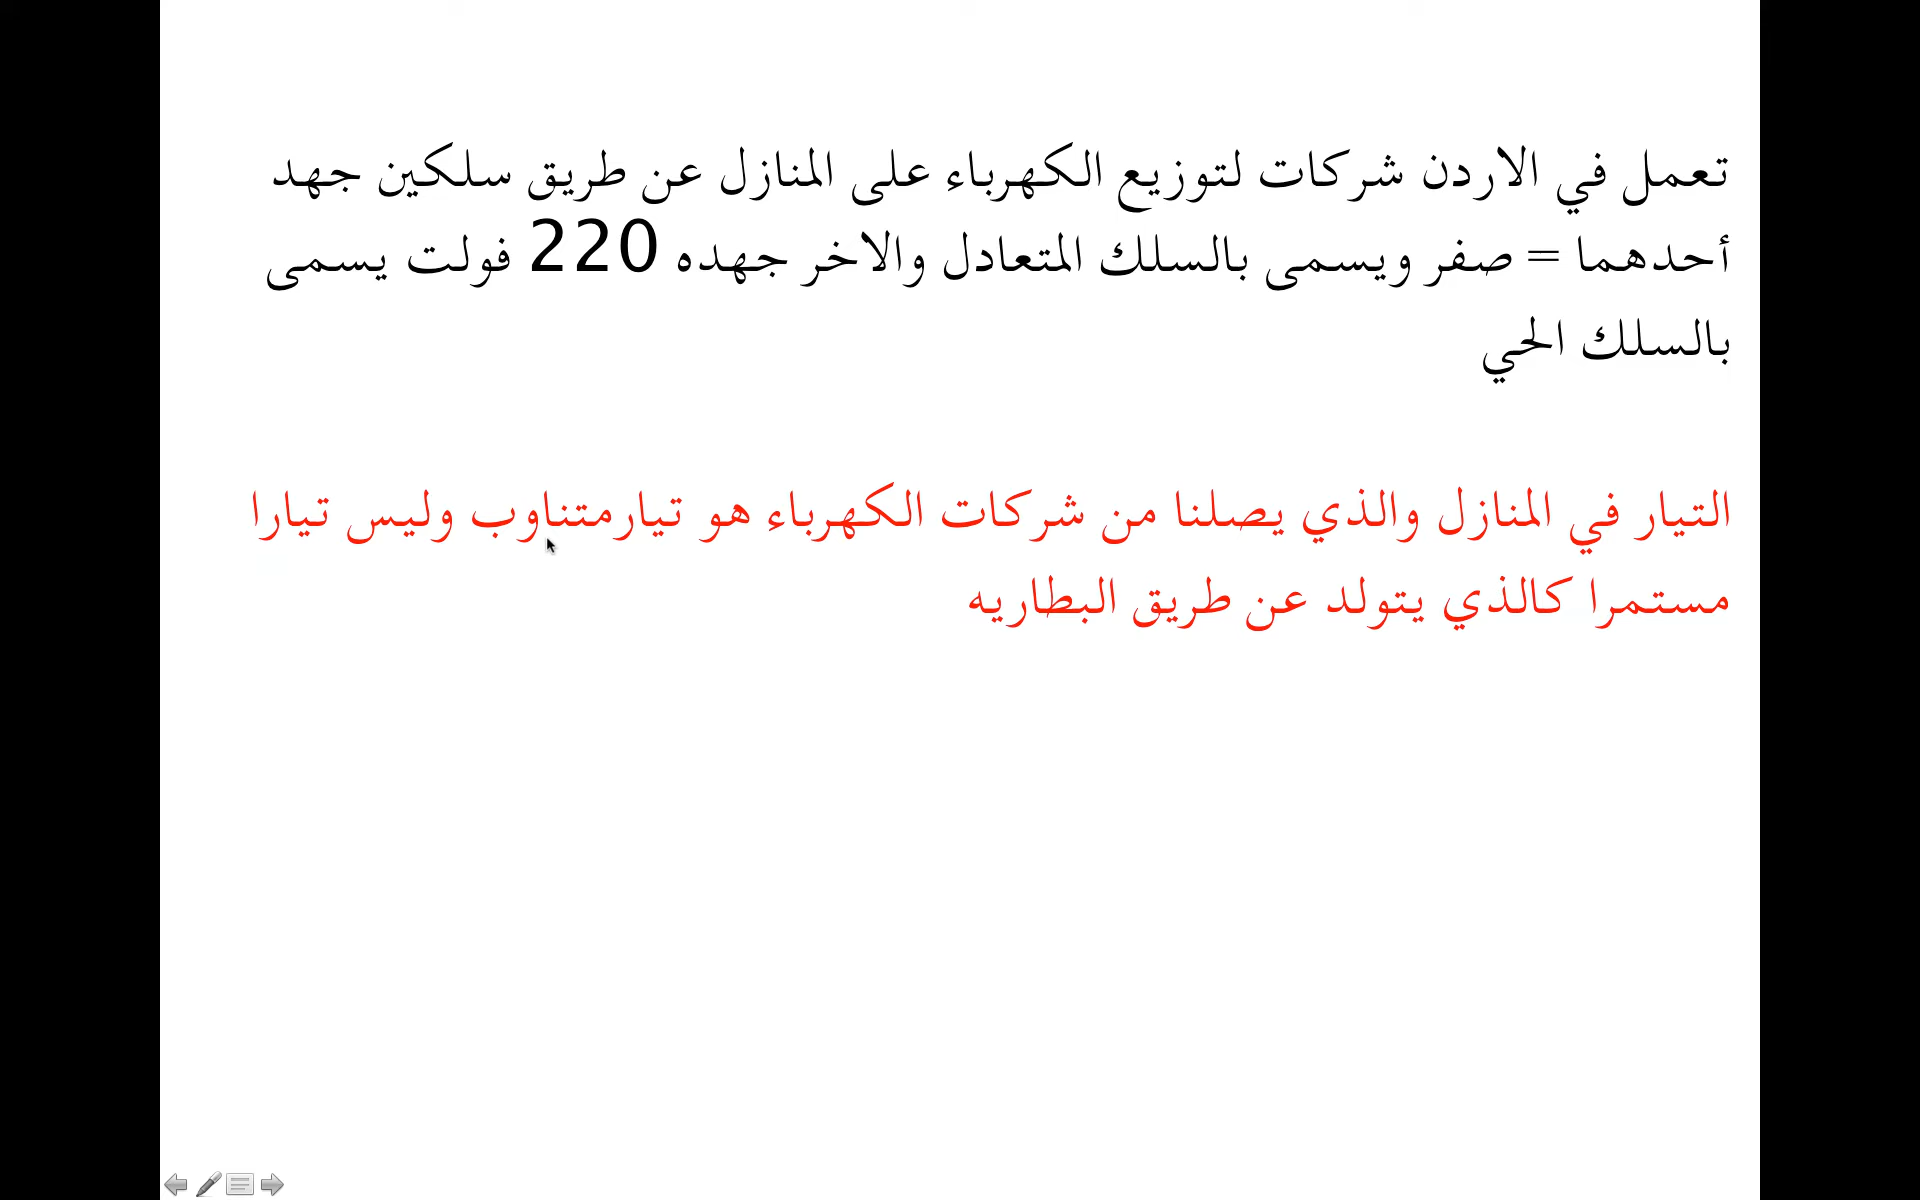 تعمل في الاردن شركات لتوزيع الكهرباء على المنازل عن طريق سلكين جهد
أحدهما = صفر ويسمى بالسلك المتعادل والاخر جهده 220 فولت يسمى
بالسلك الحي
التيار في المنازل والذي يصلنا من شركات الكهرباء هو تيارمتناوب وليس تيارا
مستمرا كالذي يتولد عن طريق البطاريه